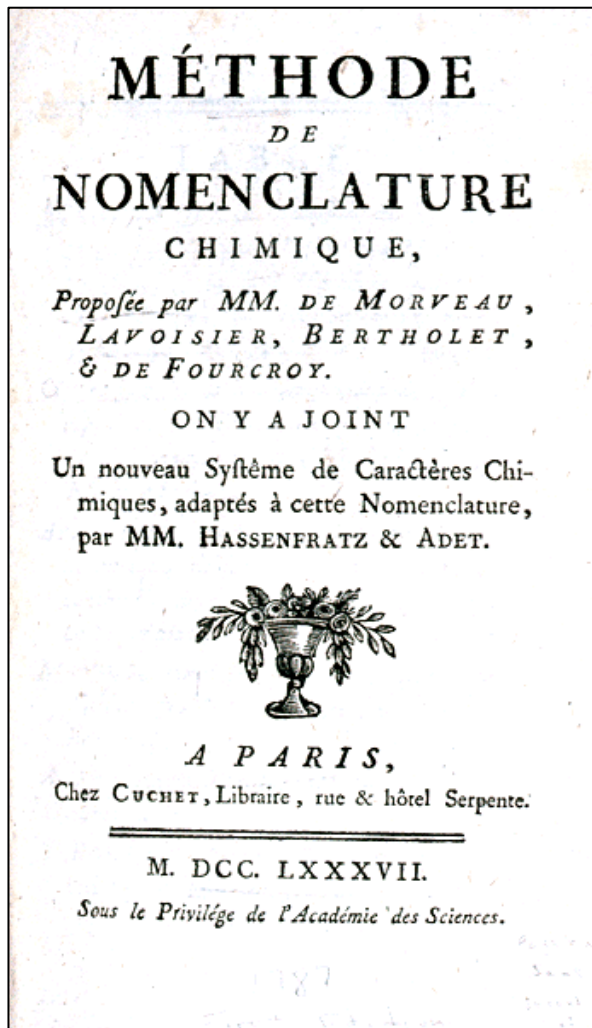 MÉTHODE
DE
NOMENCLATURE
CHIMIQUE,
Propoſée par MM. DE MORVEAU,
LAVOISIER, BERTHOLET,
& DE FOURCROY.
ON Y A JOINT
Un nouveau Syſtême de Caractères Chi-
miques, adaptés à cette Nomenclature,
par MM. HASSENFRATZ & ADET.
A PARIS,
Chez CUCHET, Libraire, rue & hôtel Serpente.
M. DCC. LXXXVII.
Sous le Privilége de l'Académie des Sciences.